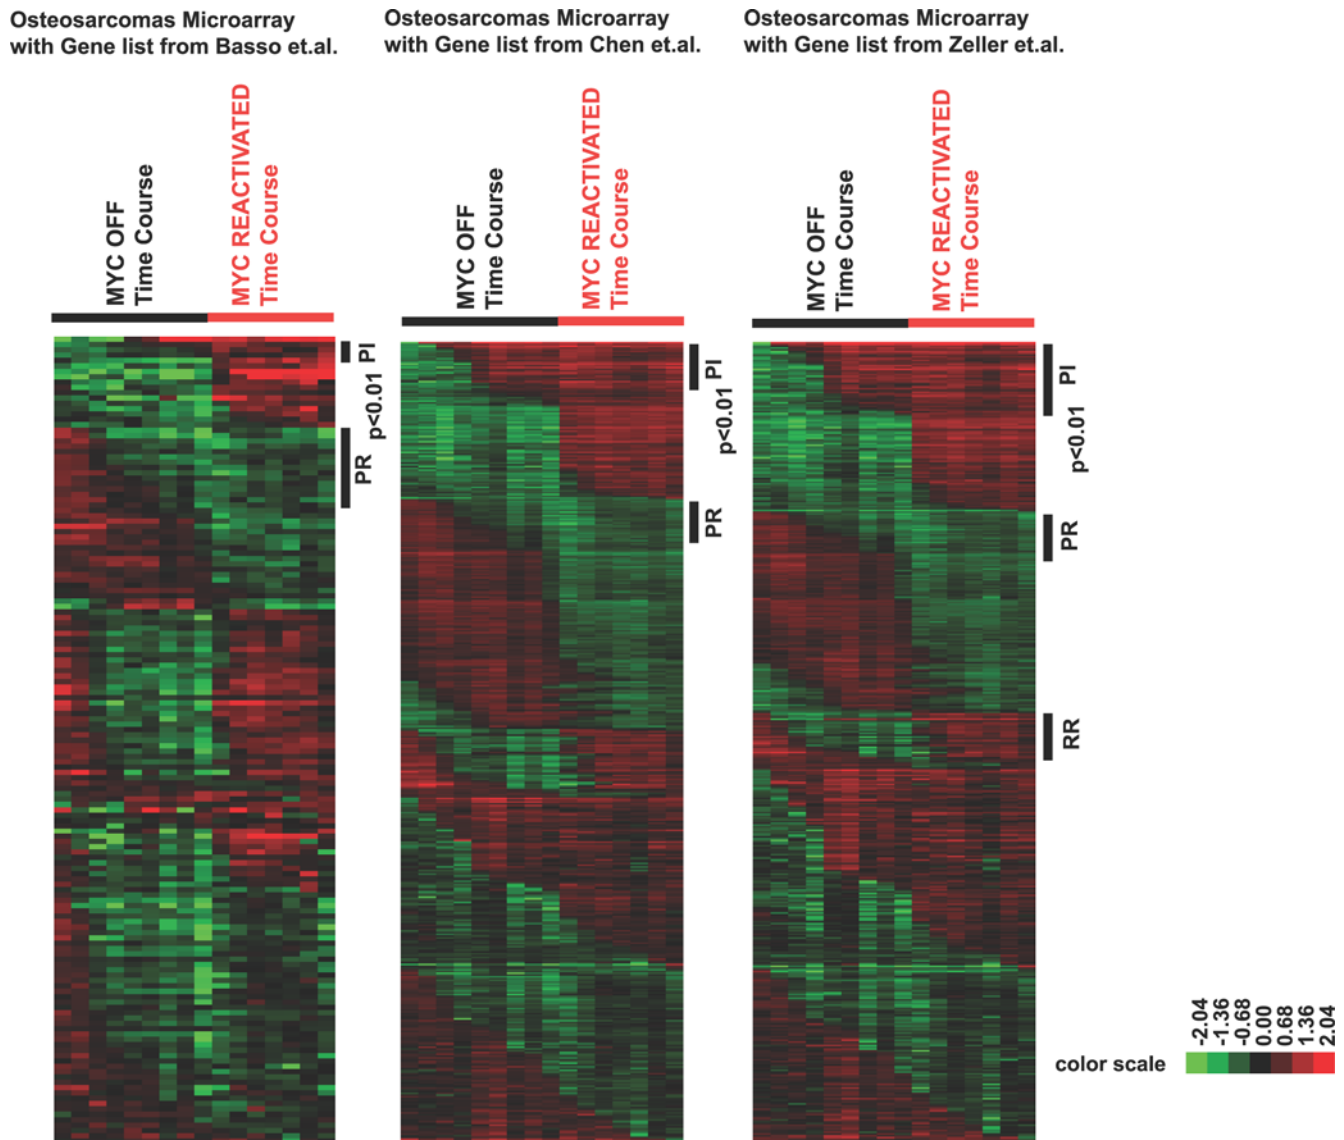 Osteosarcomas Microarray
with Gene list from Basso et.al.
Osteosarcomas Microarray
with Gene list from Chen et.al.
Osteosarcomas Microarray
with Gene list from Zeller et.al.
MYC OFF
Time Course
MYC REACTIVATED
Time Course
MYC OFF
Time Course
MYC REACTIVATED
Time Course
MYC OFF
Time Course
MYC REACTIVATED
Time Course
PI
p<0.01
PR
PI
p<0.01
PR
PI
p<0.01
PR
RR
color scale
-2.04
-1.36
-0.68
0.00
0.68
1.36
2.04